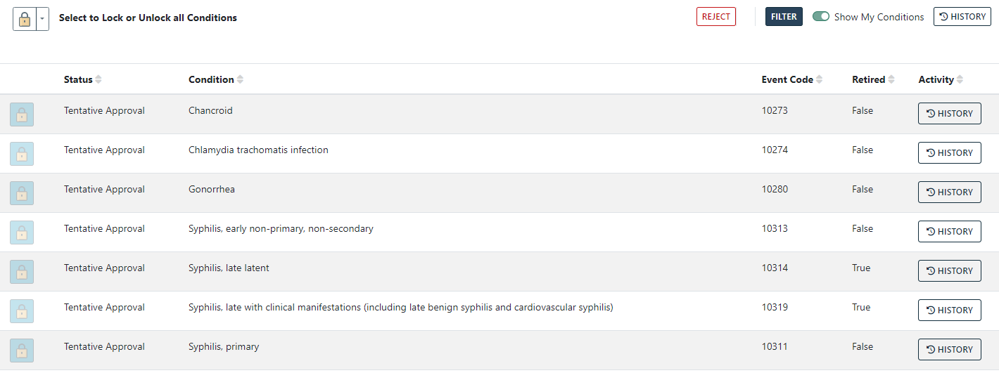 Select to Lock or Unlock all Conditions REJECT FILTER Show My Conditions HISTORY
Status Condition Event Code Retired Activity
Tentative Approval Chancroid 10273 False HISTORY
Tentative Approval Chlamydia trachomatis infection 10274 False HISTORY
Tentative Approval Gonorrhea 10280 False HISTORY
Tentative Approval Syphilis, early non-primary, non-secondary 10313 False HISTORY
Tentative Approval Syphilis, late latent 10314 True HISTORY
Tentative Approval Syphilis, late with clinical manifestations (including late benign syphilis and cardiovascular syphilis) 10319 True HISTORY
Tentative Approval Syphilis, primary 10311 False HISTORY